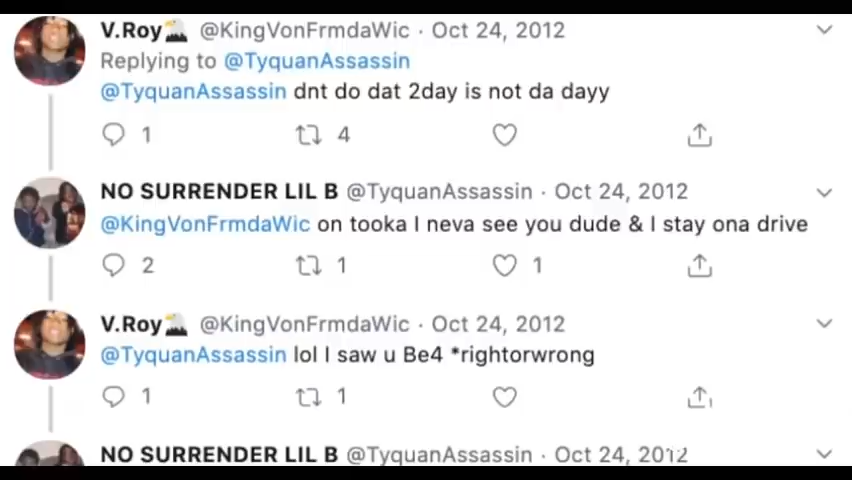 V.Roy🦅 @KingVonFrmdaWic · Oct 24, 2012
Replying to @TyquanAssassin
@TyquanAssassin dnt do dat 2day is not da dayy
1 4
NO SURRENDER LIL B @TyquanAssassin · Oct 24, 2012
@KingVonFrmdaWic on tooka I neva see you dude & I stay ona drive
2 1 1
V.Roy🦅 @KingVonFrmdaWic · Oct 24, 2012
@TyquanAssassin lol I saw u Be4 *rightorwrong
1 1
NO SURRENDER LIL B @TyquanAssassin · Oct 24, 2012